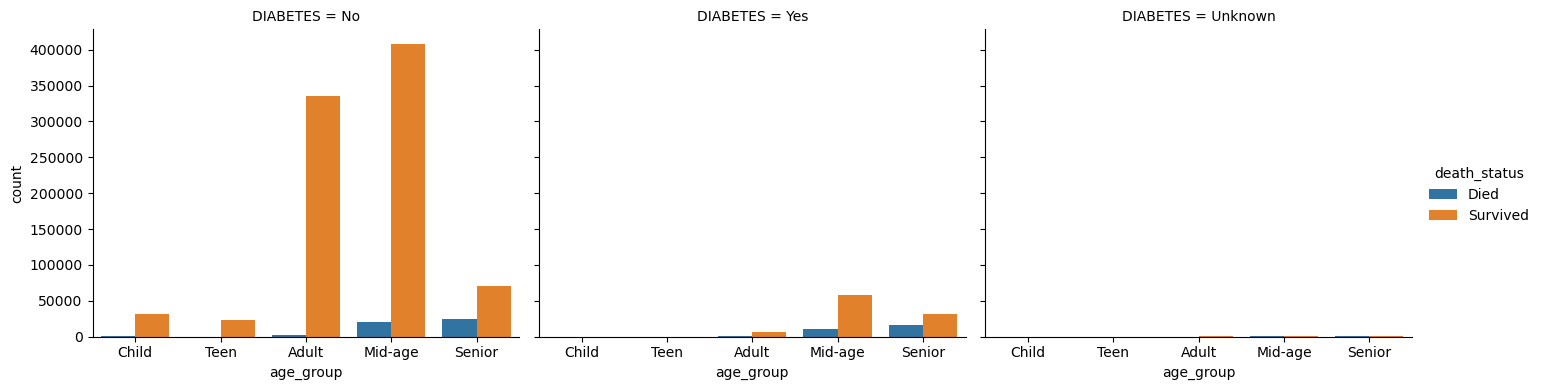 DIABETES = No
DIABETES = Yes
DIABETES = Unknown
400000
350000
300000
250000
200000
150000
100000
50000
0
count
Child Teen Adult Mid-age Senior
age_group
Child Teen Adult Mid-age Senior
age_group
Child Teen Adult Mid-age Senior
age_group
death_status
Died
Survived